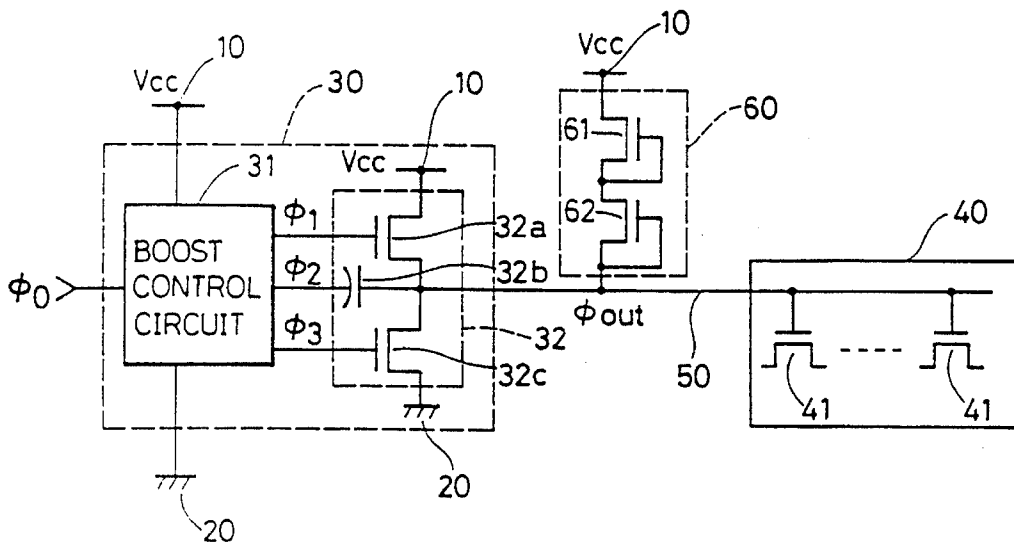 10
Vcc
30
31
BOOST
CONTROL
CIRCUIT
ϕ0
ϕ1
ϕ2
ϕ3
10
Vcc
32a
32b
32
32c
20
20
10
Vcc
60
61
62
ϕout
50
40
41
41